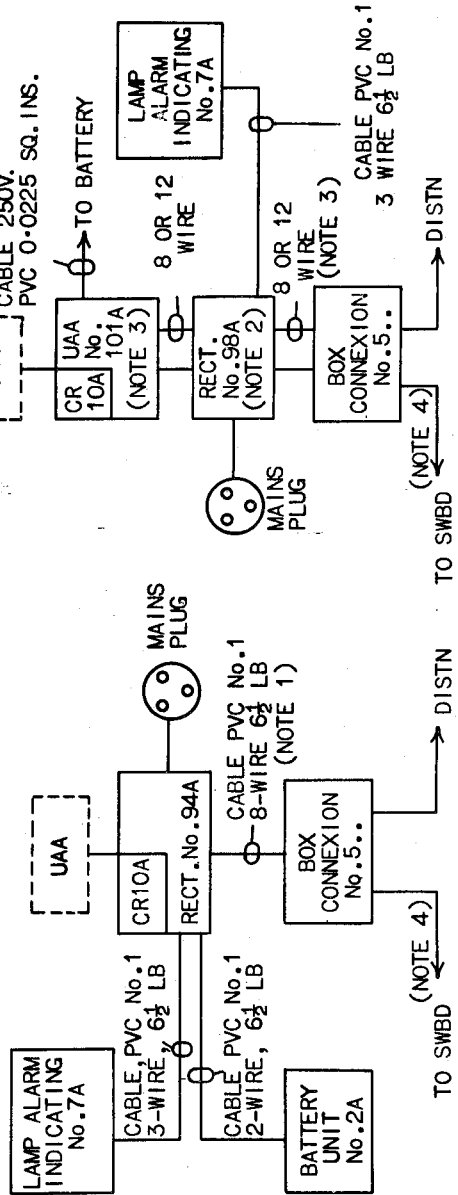 LAMP ALARM
INDICATING
No.7A
CABLE, PVC No.1
3-WIRE, 6½ LB
CABLE, PVC No.1
2-WIRE, 6½ LB
BATTERY
UNIT
No.2A
UAA
CR10A
RECT. No.94A
MAINS
PLUG
CABLE PVC No.1
8-WIRE 6½ LB
(NOTE 1)
BOX
CONNEXION
No.5..
(NOTE 4)
TO SWBD
DISTN
CABLE 250V.
PVC 0·0225 SQ.INS.
TO BATTERY
CR
10A
UAA
No.
101A
(NOTE 3)
8 OR 12
WIRE
LAMP
ALARM
INDICATING
No.7A
RECT.
No.98A
(NOTE 2)
MAINS
PLUG
8 OR 12
WIRE
(NOTE 3)
CABLE PVC No.1
3 WIRE 6½ LB
BOX
CONNEXION
No.5..
(NOTE 4)
TO SWBD
DISTN